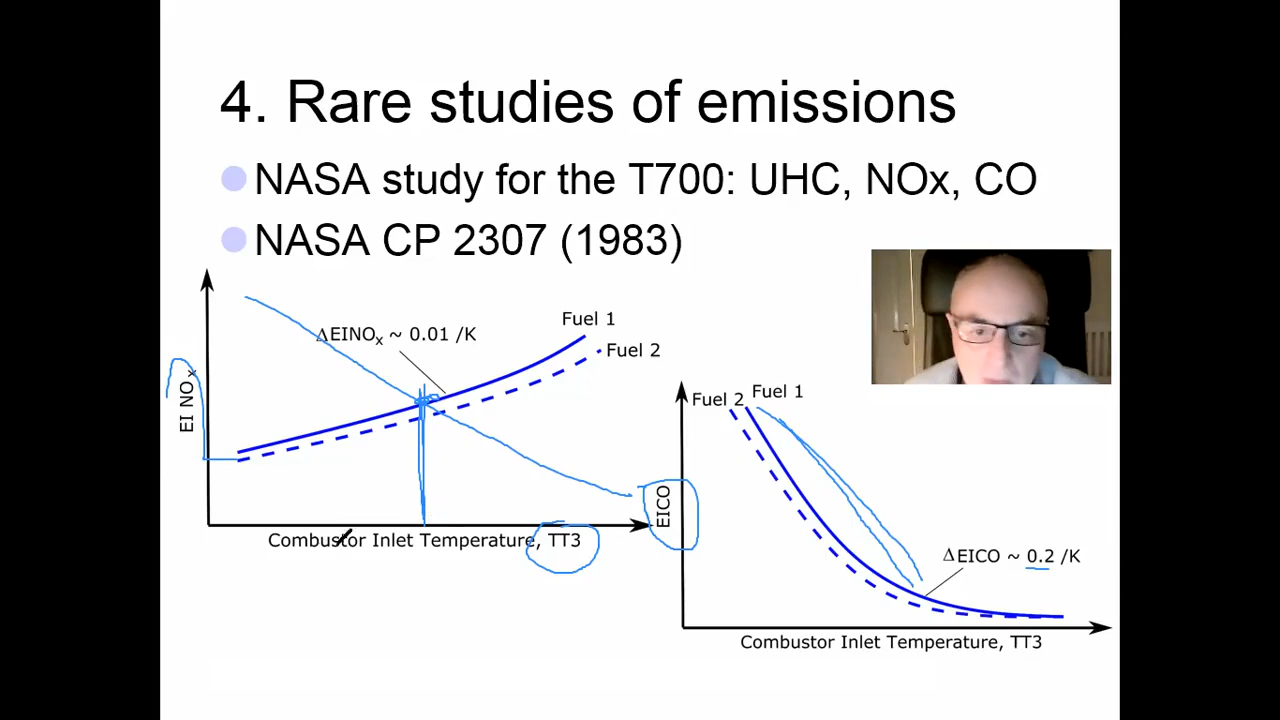 4. Rare studies of emissions
NASA study for the T700: UHC, NOx, CO
NASA CP 2307 (1983)
ΔEINOx ~ 0.01 /K
Fuel 1
Fuel 2
EI NOx
Combustor Inlet Temperature, TT3
Fuel 2
Fuel 1
EICO
ΔEICO ~ 0.2 /K
Combustor Inlet Temperature, TT3